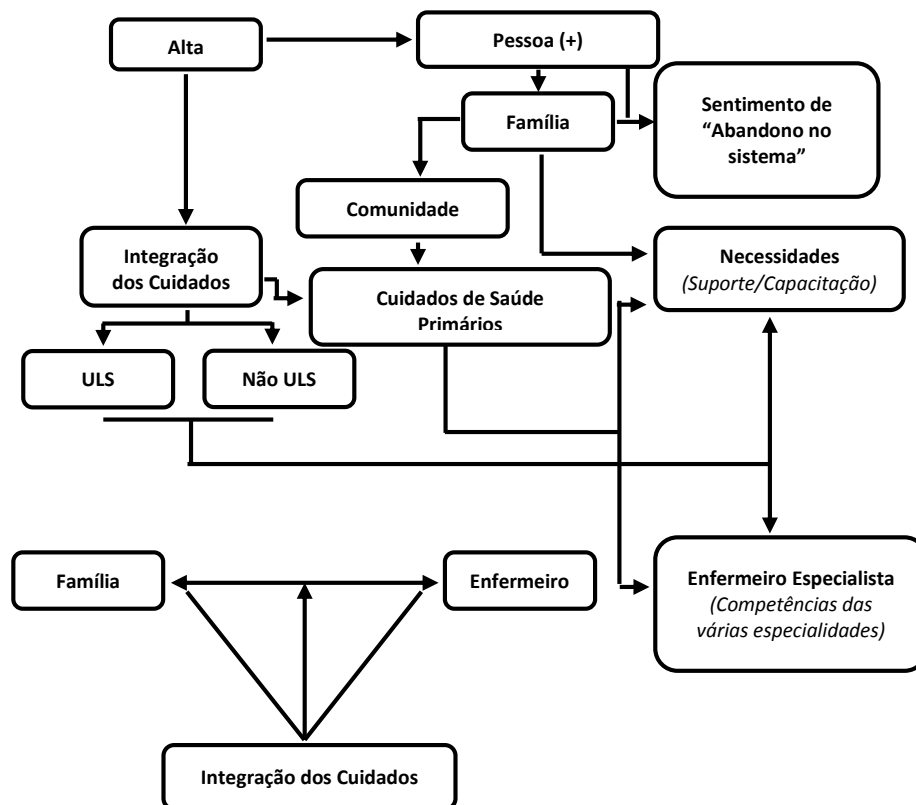 Alta
Pessoa (+)
Sentimento de
“Abandono no
sistema”
Família
Comunidade
Integração
dos Cuidados
Necessidades
(Suporte/Capacitação)
Cuidados de Saúde
Primários
ULS
Não ULS
Família
Enfermeiro
Enfermeiro Especialista
(Competências das
várias especialidades)
Integração dos Cuidados